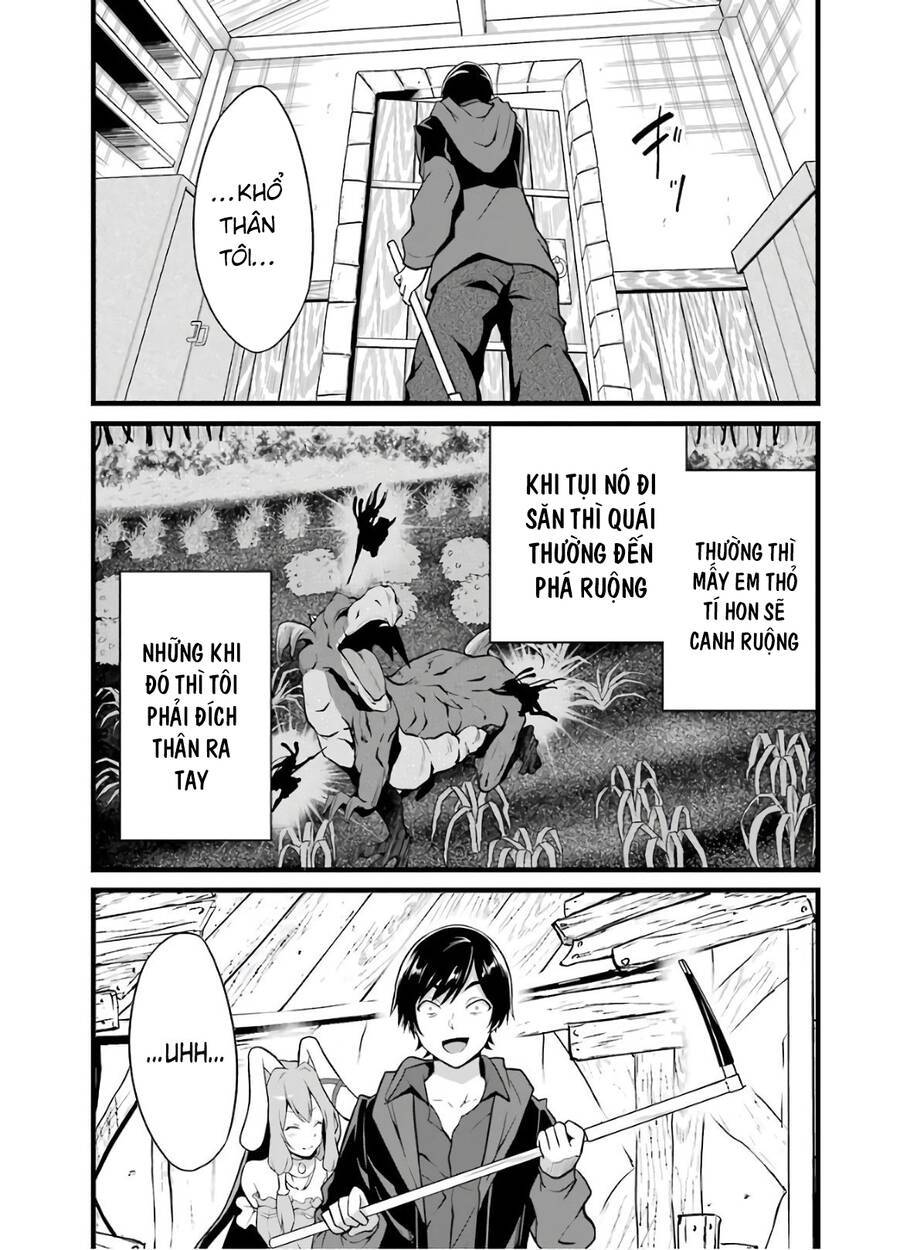 ...KHỔ
THÂN
TÔI...
ギッ
THƯỜNG THÌ
MẤY EM THỎ
TÍ HON SẼ
CANH RUỘNG
KHI TỤI NÓ ĐI
SĂN THÌ QUÁI
THƯỜNG ĐẾN
PHÁ RUỘNG
NHỮNG KHI
ĐÓ THÌ TÔI
PHẢI ĐÍCH
THÂN RA
TAY
...UHH...